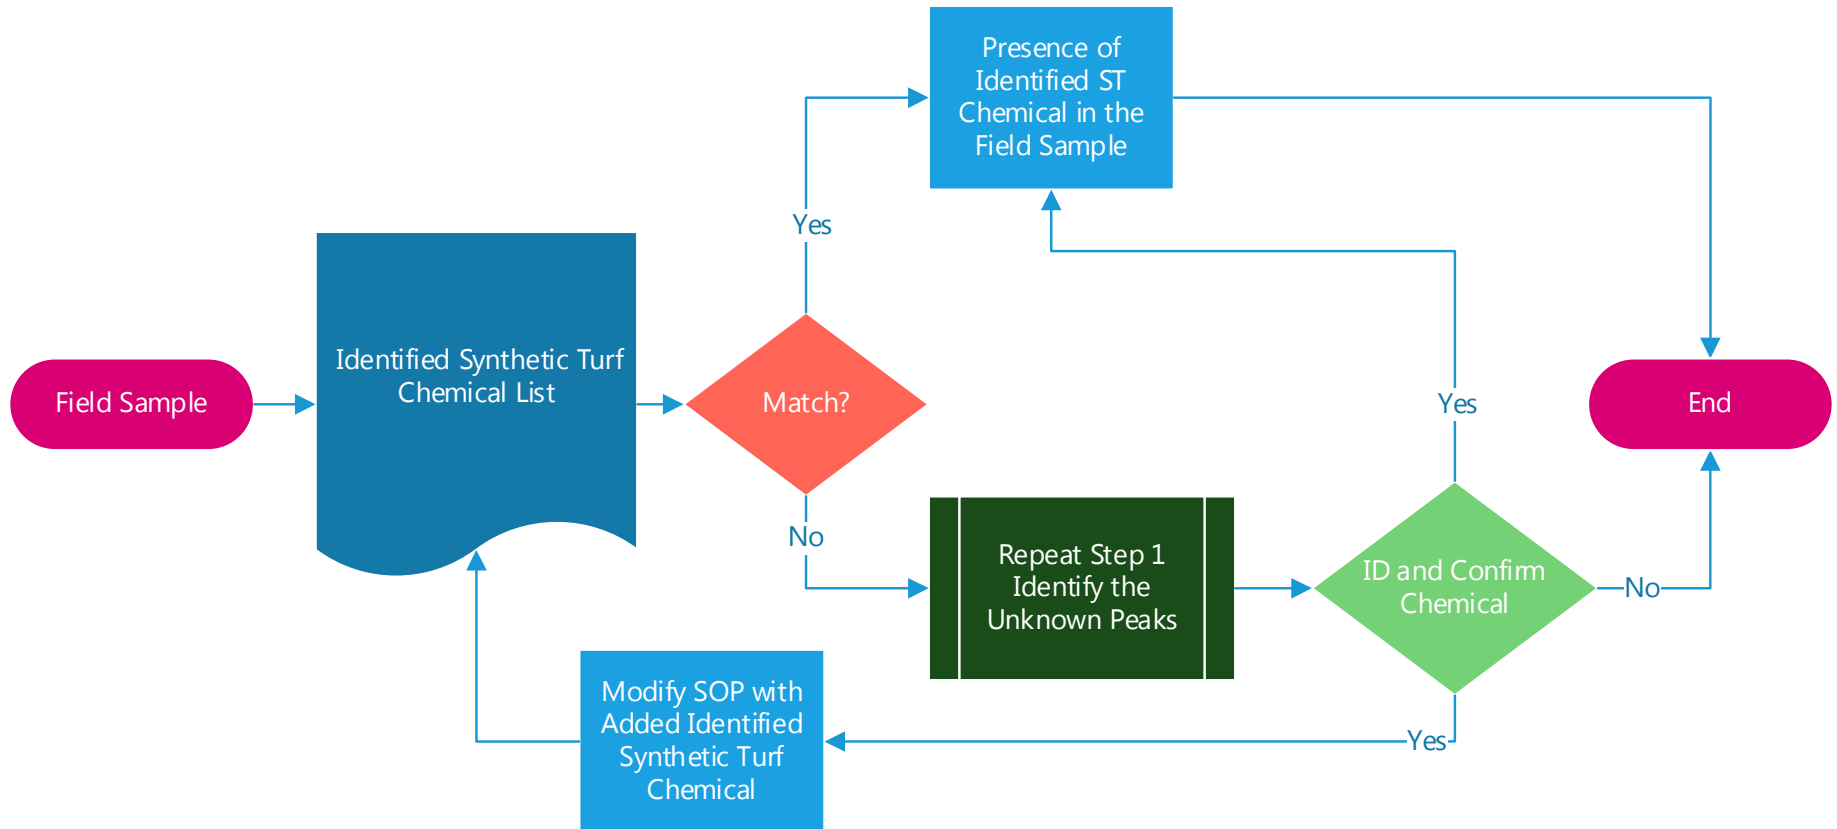 Presence of
Identified ST
Chemical in the
Field Sample
Yes
Identified Synthetic Turf
Chemical List
Field Sample
Match?
Yes
End
No
Repeat Step 1
Identify the
Unknown Peaks
ID and Confirm
Chemical
No
Modify SOP with
Added Identified
Synthetic Turf
Chemical
Yes